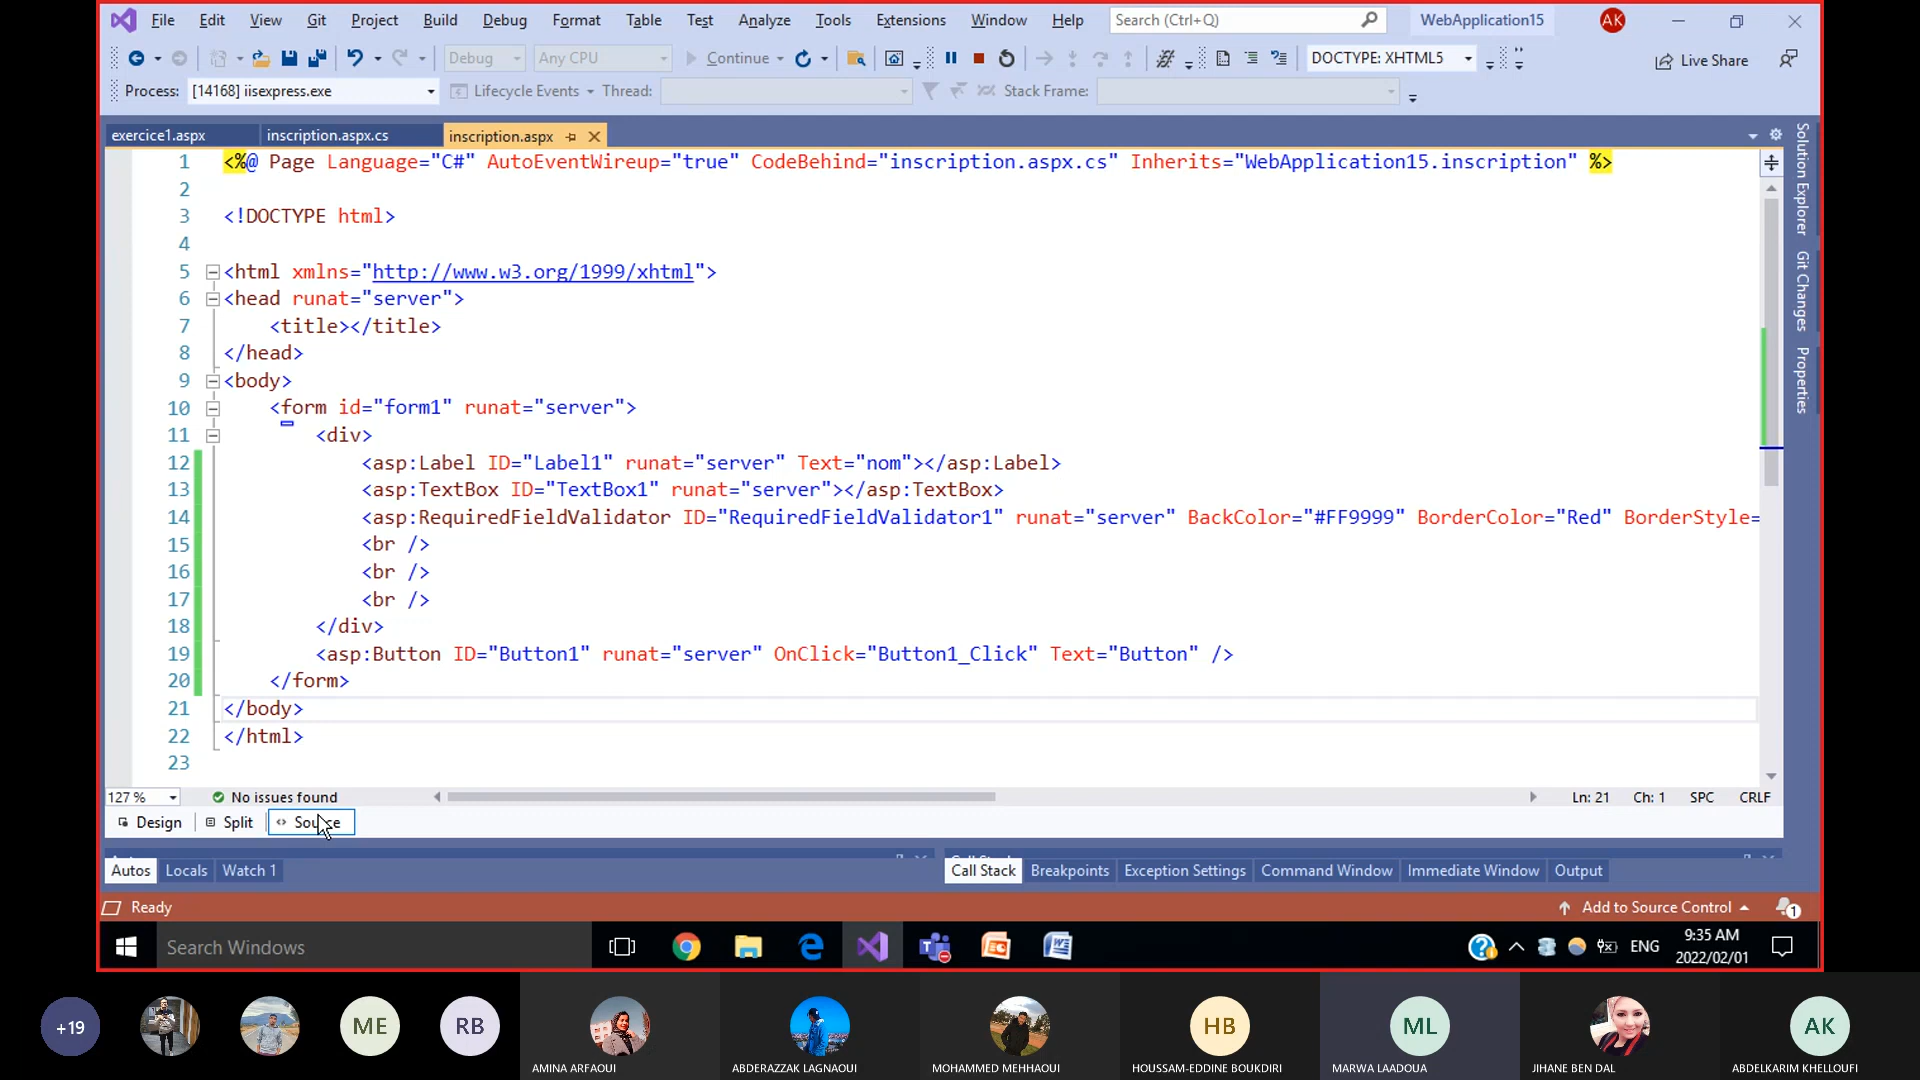 File Edit View Git Project Build Debug Format Table Test Analyze Tools Extensions Window Help Search (Ctrl+Q) WebApplication15 AK
Debug Any CPU Continue DOCTYPE: XHTML5 Live Share
Process: [14168] iisexpress.exe Lifecycle Events Thread: Stack Frame:
exercice1.aspx inscription.aspx.cs inscription.aspx
1 <%@ Page Language="C#" AutoEventWireup="true" CodeBehind="inscription.aspx.cs" Inherits="WebApplication15.inscription" %>
2
3 <!DOCTYPE html>
4
5 <html xmlns="http://www.w3.org/1999/xhtml">
6 <head runat="server">
7 <title></title>
8 </head>
9 <body>
10 <form id="form1" runat="server">
11 <div>
12 <asp:Label ID="Label1" runat="server" Text="nom"></asp:Label>
13 <asp:TextBox ID="TextBox1" runat="server"></asp:TextBox>
14 <asp:RequiredFieldValidator ID="RequiredFieldValidator1" runat="server" BackColor="#FF9999" BorderColor="Red" BorderStyle=
15 <br />
16 <br />
17 <br />
18 </div>
19 <asp:Button ID="Button1" runat="server" OnClick="Button1_Click" Text="Button" />
20 </form>
21 </body>
22 </html>
23
Solution Explorer
Git Changes
Properties
127 % No issues found Ln: 21 Ch: 1 SPC CRLF
Design Split Source
Autos Locals Watch 1 Call Stack Breakpoints Exception Settings Command Window Immediate Window Output
Ready Add to Source Control 1
Search Windows ENG 9:35 AM
2022/02/01
+19 ME RB HB ML AK
AMINA ARFAOUI ABDERAZZAK LAGNAOUI MOHAMMED MEHHAOUI HOUSSAM-EDDINE BOUKDIRI MARWA LAADOUA JIHANE BEN DAL ABDELKARIM KHELLOUFI